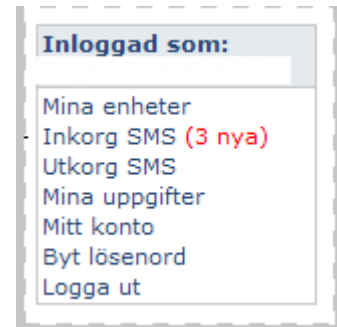 Inloggad som:
Mina enheter
Inkorg SMS (3 nya)
Utkorg SMS
Mina uppgifter
Mitt konto
Byt lösenord
Logga ut